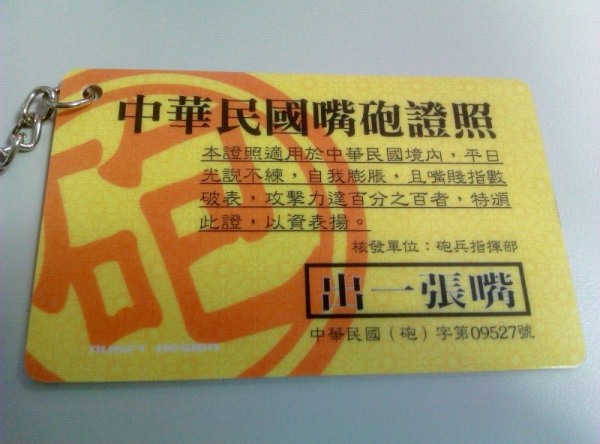 中華民國嘴砲證照
本證照適用於中華民國境內，平日
光說不練，自我膨脹，且嘴賤指數
破表，攻擊力達百分之百者，特頒
此證，以資表揚。
核發單位：砲兵指揮部
出一張嘴
中華民國（砲）字第09527號
砲
DUSET DESIGN